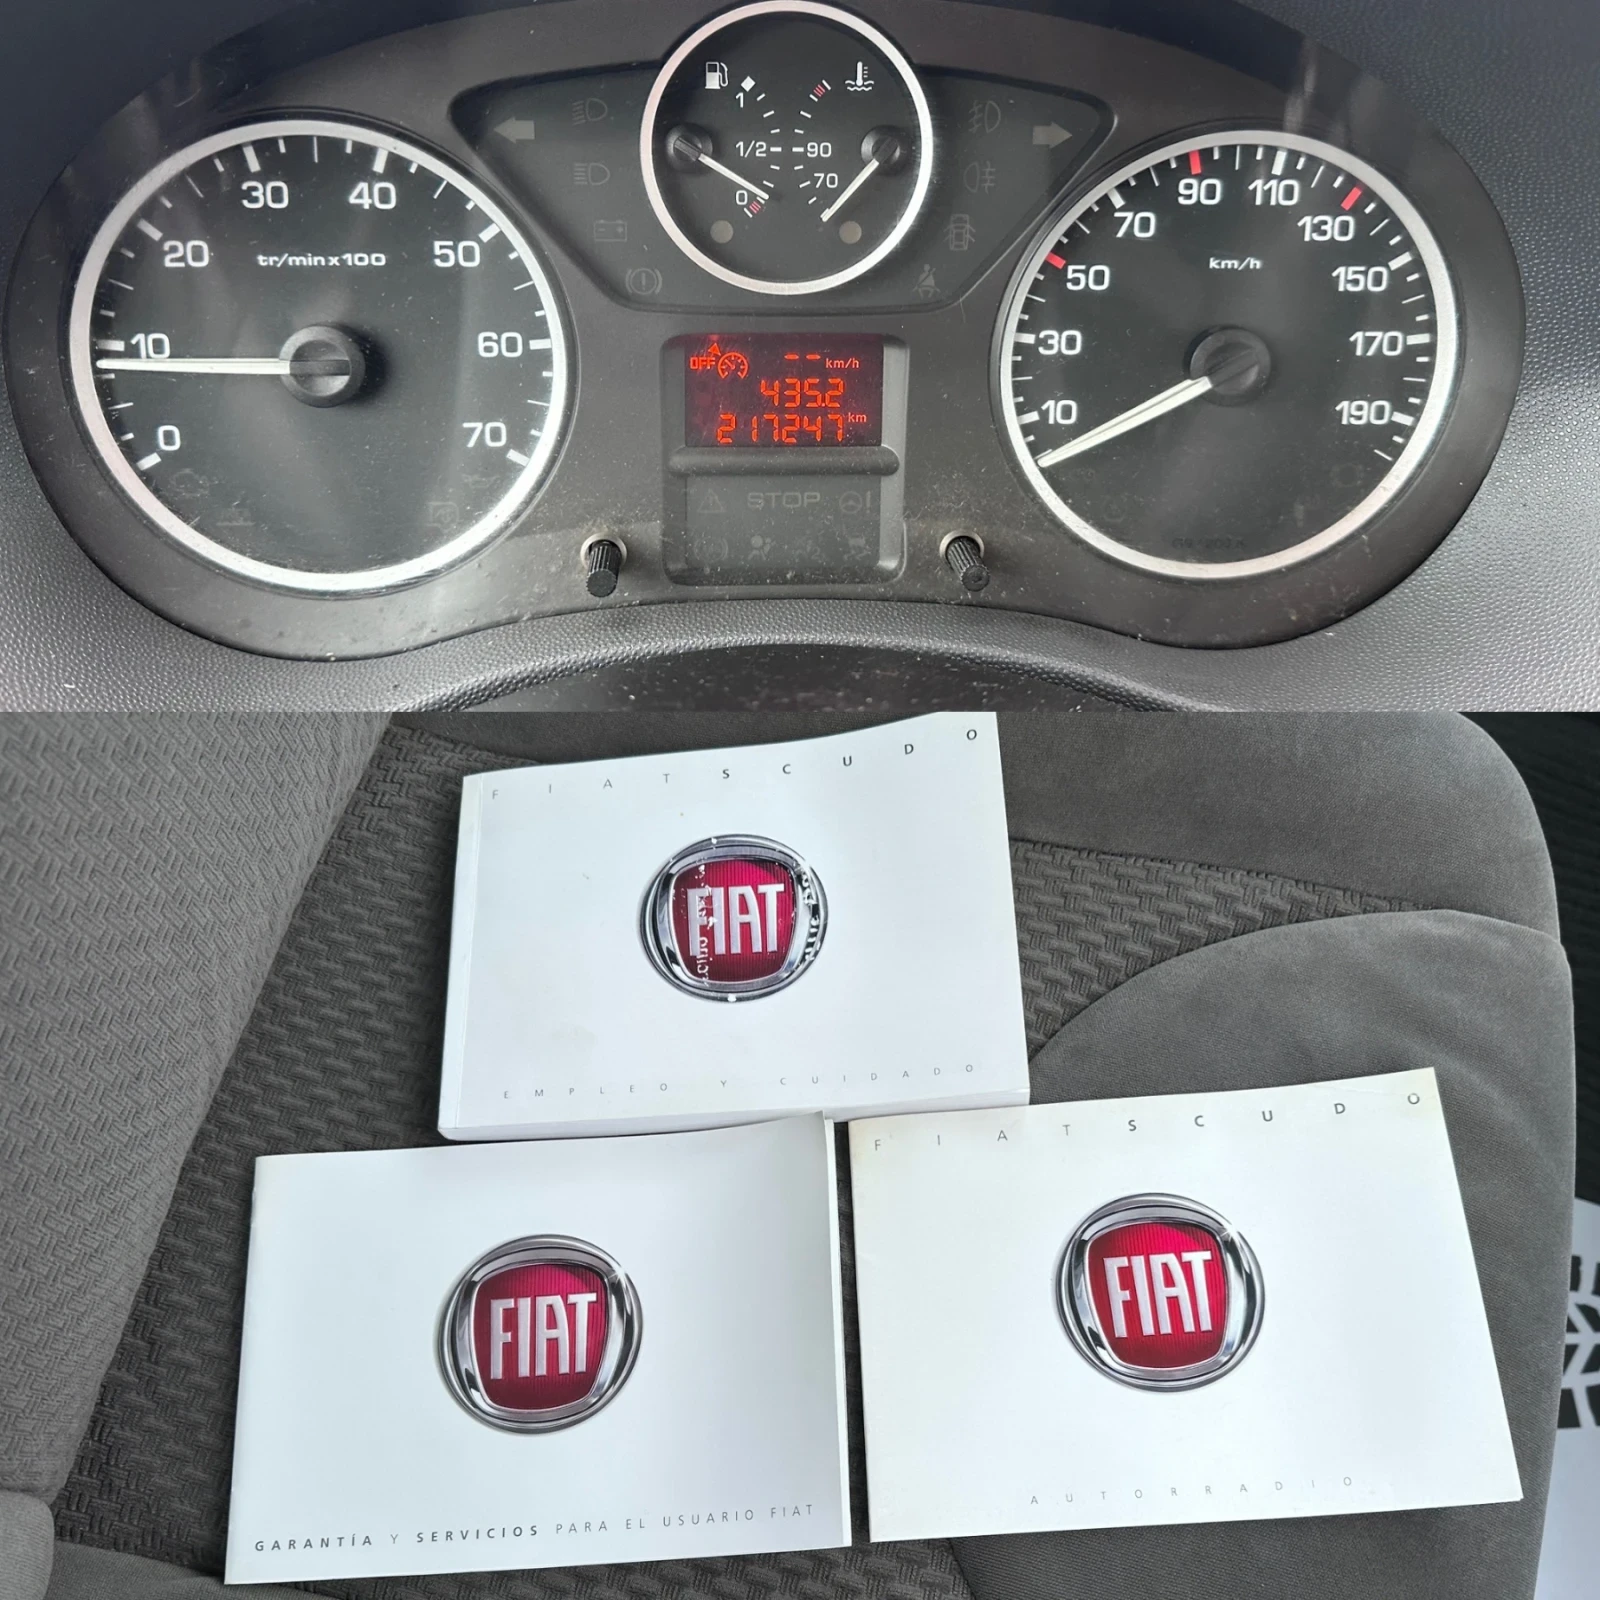 1
1/2
0
90
70
0
10
20
30
40
50
60
70
tr/minx100
10
30
50
70
90
110
130
150
170
190
km/h
OFF -- km/h
435.2
217247 km
STOP
FIAT SCUDO
FIAT
EMPLEO Y CUIDADO
FIAT
GARANTÍA Y SERVICIOS PARA EL USUARIO FIAT
FIAT SCUDO
FIAT
AUTORRADIO